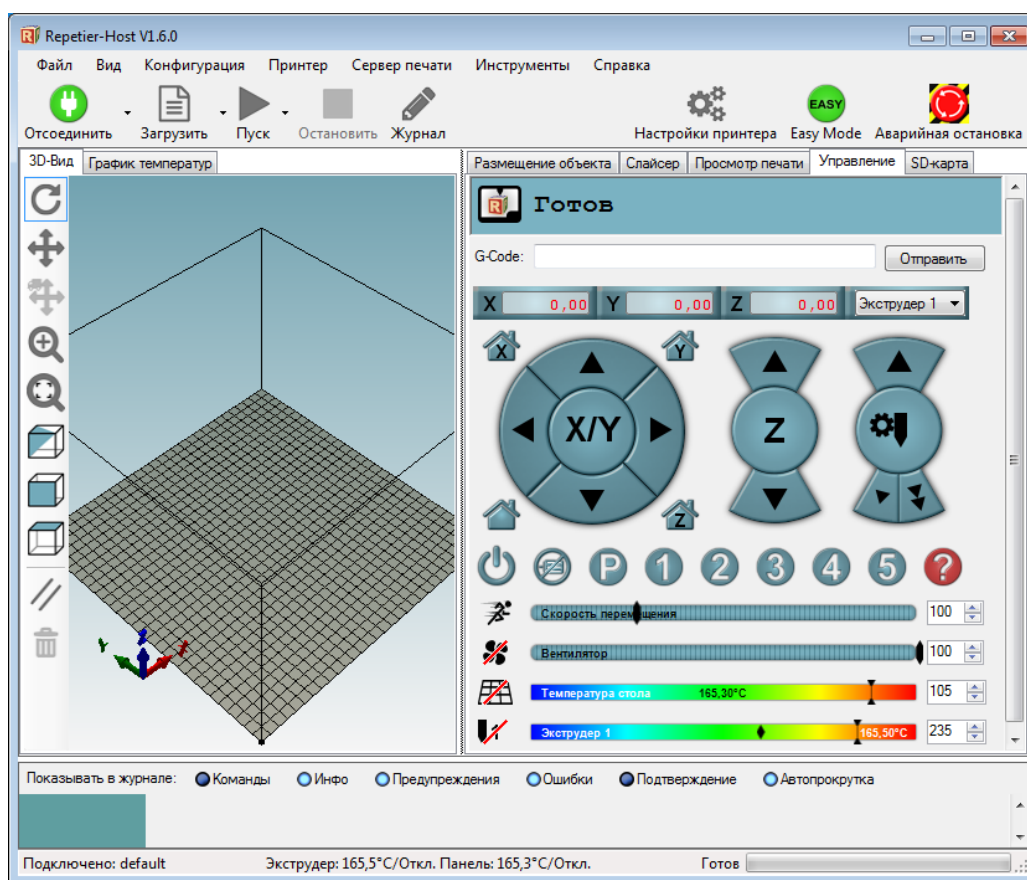 Repetier-Host V1.6.0
Файл Вид Конфигурация Принтер Сервер печати Инструменты Справка
Отсоединить Загрузить Пуск Остановить Журнал Настройки принтера EASY Easy Mode Аварийная остановка
3D-Вид График температур Размещение объекта Слайсер Просмотр печати Управление SD-карта
R Готов
G-Code: Отправить
X 0,00 Y 0,00 Z 0,00 Экструдер 1
X Y
X/Y Z
Z
P 1 2 3 4 5 ?
Скорость перемещения 100
Вентилятор 100
Температура стола 165,30°C 105
1 Экструдер 1 165,50°C 235
Показывать в журнале: Команды Инфо Предупреждения Ошибки Подтверждение Автопрокрутка
Подключено: default Экструдер: 165,5°C/Откл. Панель: 165,3°C/Откл. Готов